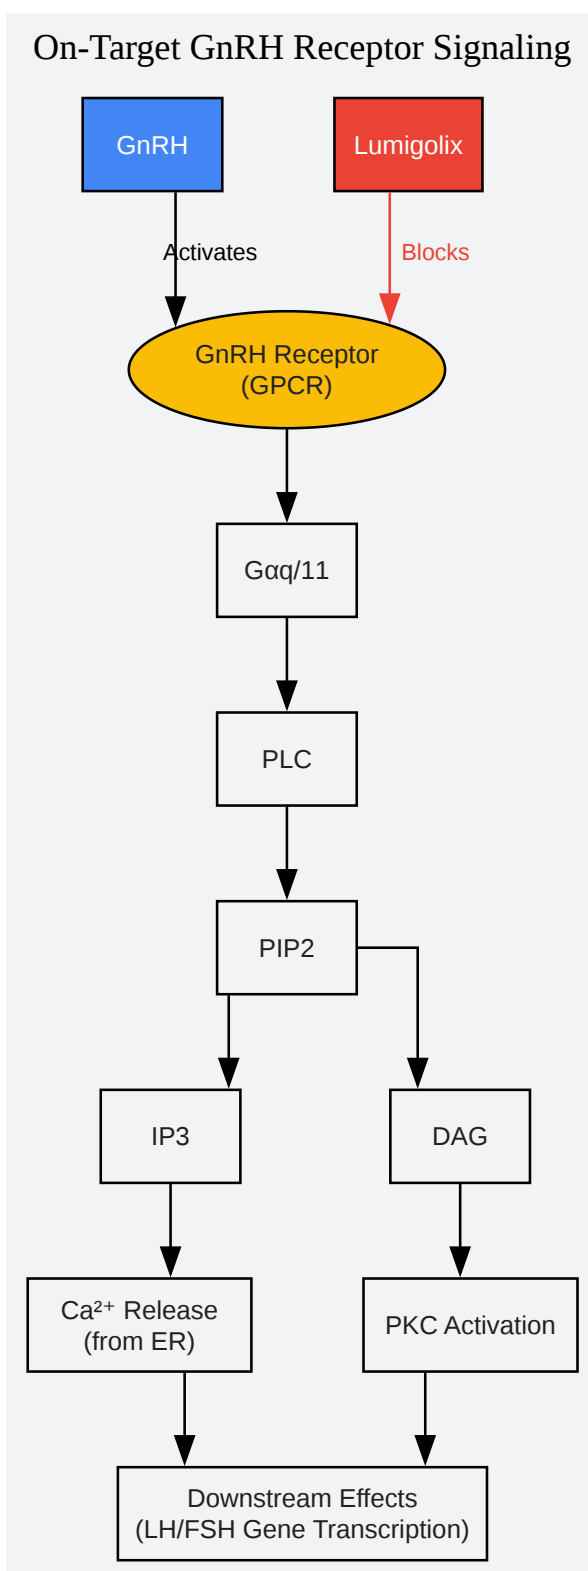 On-Target GnRH Receptor Signaling
GnRH
Lumigolix
Activates
Blocks
GnRH Receptor
(GPCR)
Gαq/11
PLC
PIP2
IP3
DAG
Ca²⁺ Release
(from ER)
PKC Activation
Downstream Effects
(LH/FSH Gene Transcription)